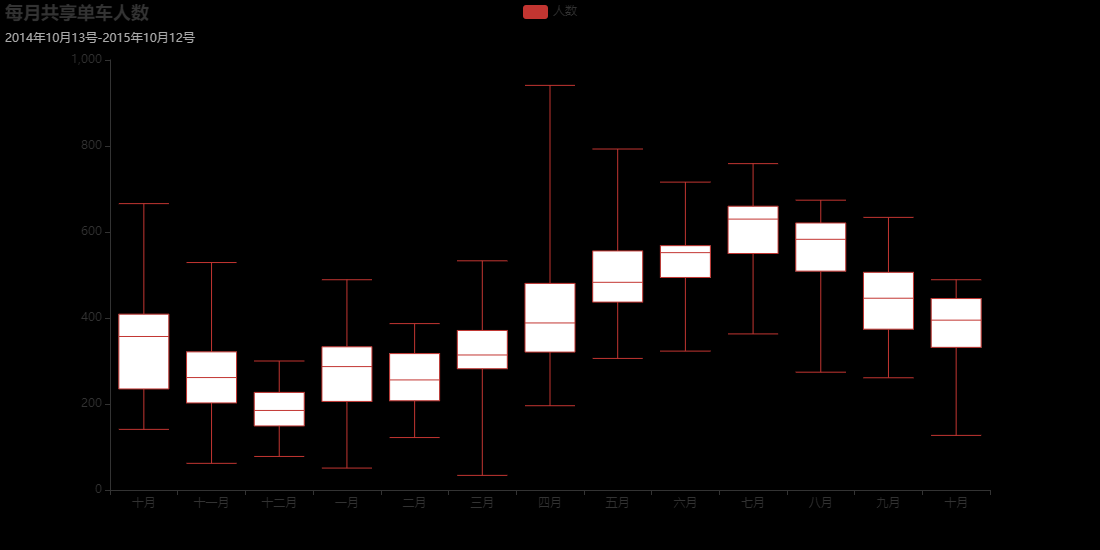 每月共享单车人数
人数
2014年10月13号-2015年10月12号
1,000
800
600
400
200
0
十月 十一月 十二月 一月 二月 三月 四月 五月 六月 七月 八月 九月 十月